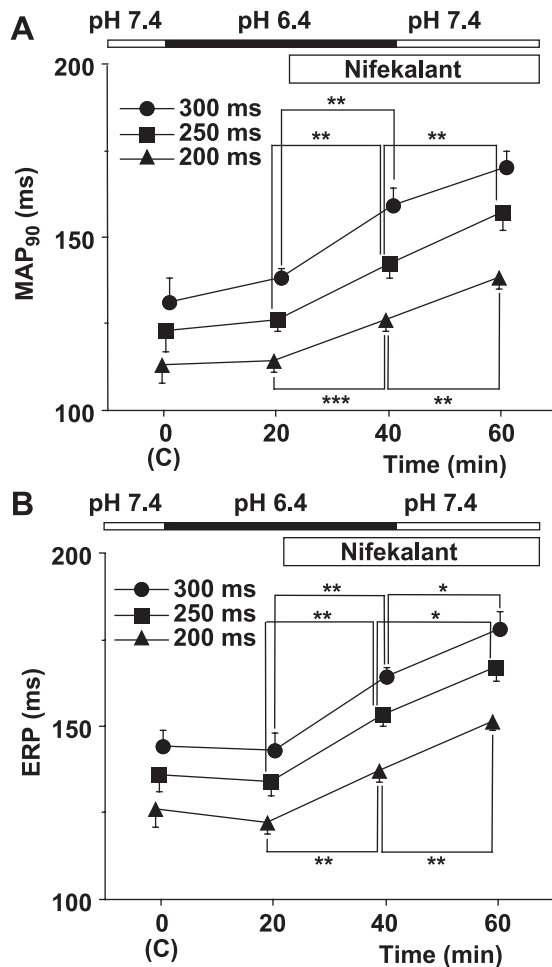 A
pH 7.4 pH 6.4 pH 7.4
Nifekalant
200
300 ms
250 ms
200 ms
** 
** **
150
MAP90 (ms)
*** **
100
0 20 40 60
(C) Time (min)
B
pH 7.4 pH 6.4 pH 7.4
Nifekalant
200
300 ms
250 ms
200 ms
** *
** *
150
ERP (ms)
** **
100
0 20 40 60
(C) Time (min)